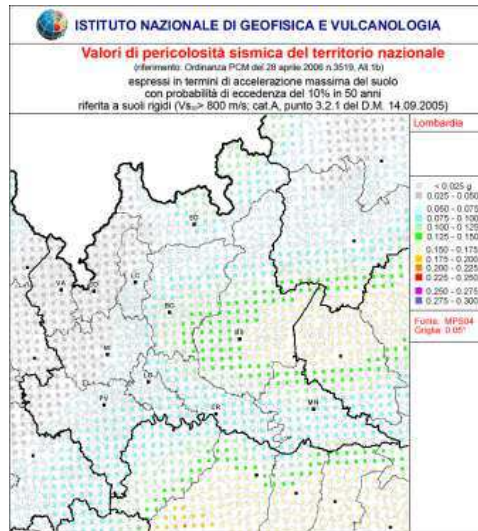 ISTITUTO NAZIONALE DI GEOFISICA E VULCANOLOGIA
Valori di pericolosità sismica del territorio nazionale
(riferimento: Ordinanza PCM del 28 aprile 2006 n.3519, All.1b)
espressi in termini di accelerazione massima del suolo
con probabilità di eccedenza del 10% in 50 anni
riferita a suoli rigidi (Vs₃₀> 800 m/s; cat.A, punto 3.2.1 del D.M. 14.09.2005)
Lombardia
< 0.025 g
0.025 - 0.050
0.050 - 0.075
0.075 - 0.100
0.100 - 0.125
0.125 - 0.150
0.150 - 0.175
0.175 - 0.200
0.200 - 0.225
0.225 - 0.250
0.250 - 0.275
0.275 - 0.300
MPS04
0.05°
SO
LC
VA
BG
BS
PV
CR
MN